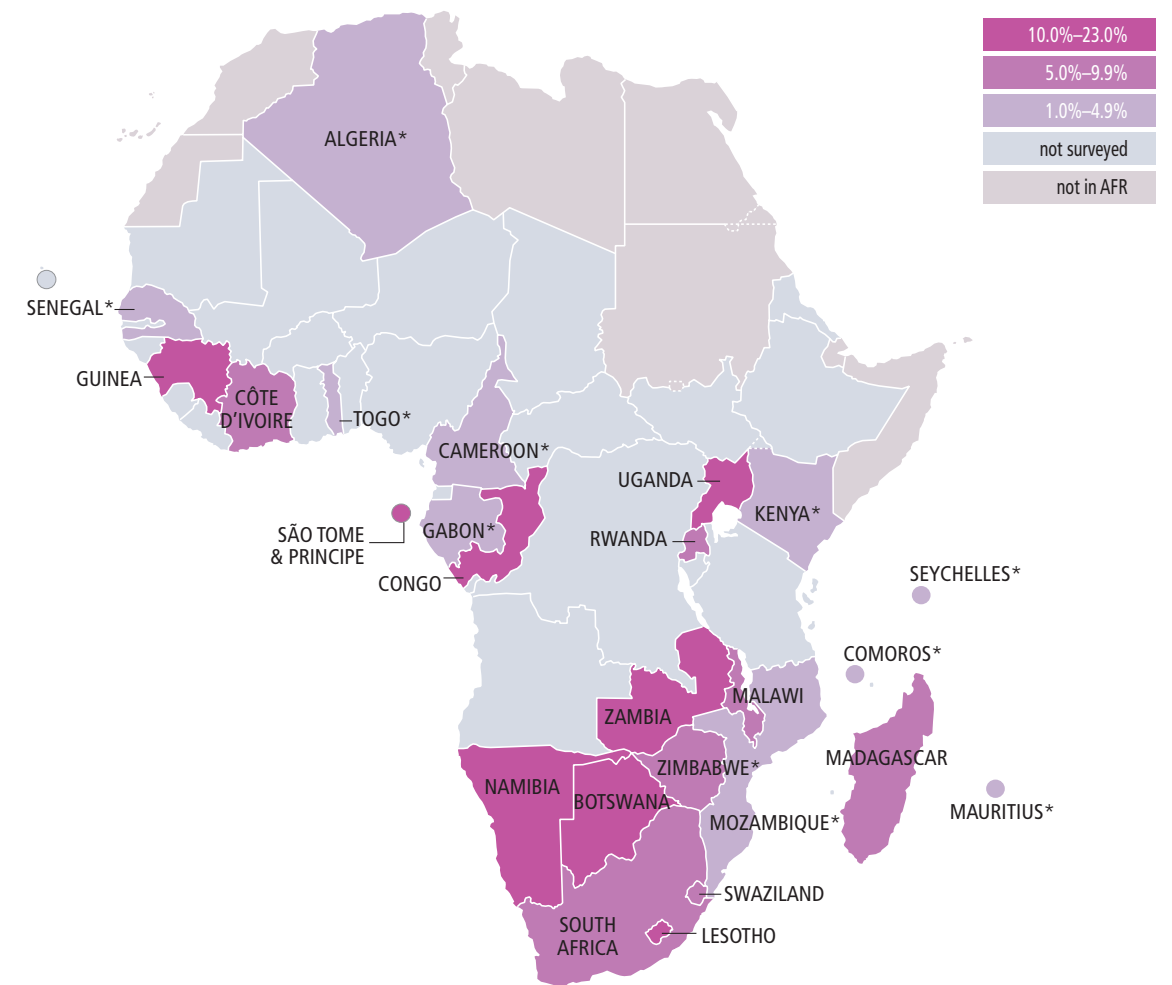 10.0%–23.0%
5.0%–9.9%
1.0%–4.9%
not surveyed
not in AFR
ALGERIA*
SENEGAL*
GUINEA
CÔTE
D’IVOIRE
TOGO*
CAMEROON*
UGANDA
KENYA*
SÃO TOME
& PRINCIPE
GABON*
RWANDA
CONGO
SEYCHELLES*
COMOROS*
MALAWI
ZAMBIA
MADAGASCAR
ZIMBABWE*
NAMIBIA
BOTSWANA
MAURITIUS*
MOZAMBIQUE*
SWAZILAND
SOUTH
AFRICA
LESOTHO